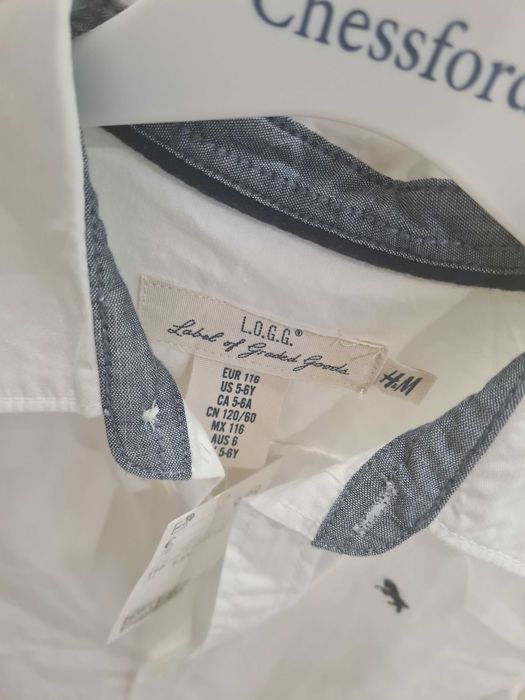 Chessford
L.O.G.G.®
Label of Graded Goods
H&M
EUR 116
US 5-6Y
CA 5-6A
CN 120/60
MX 116
AUS 6
5-6Y